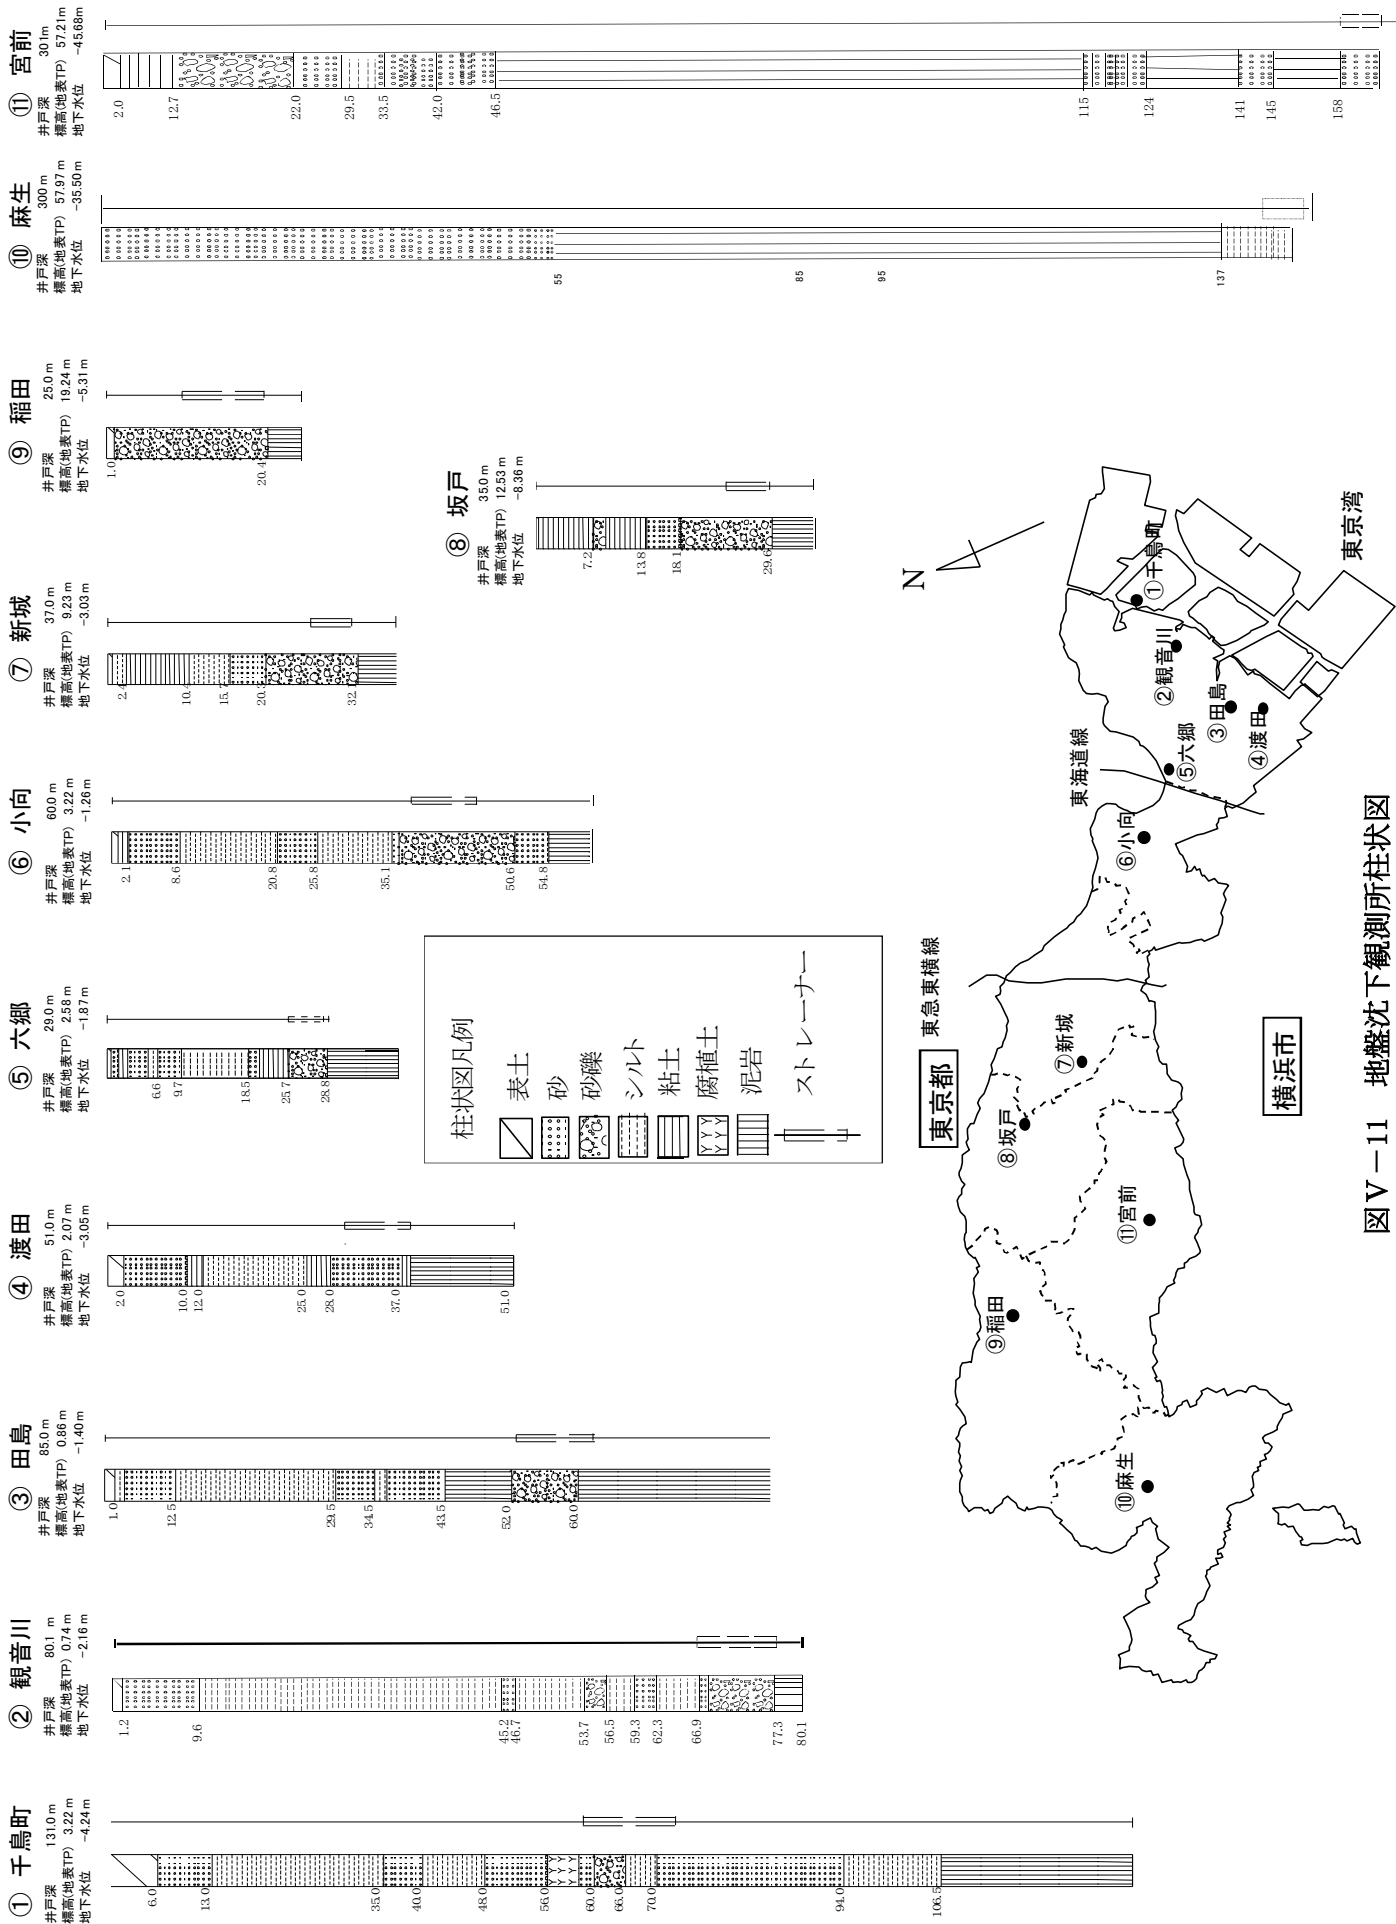 ① 千鳥町
井戸深 131.0 m
標高(地表TP) 3.22 m
地下水位 −4.24 m
6.0
13.0
35.0
40.0
48.0
56.0
60.0
66.0
70.0
94.0
106.5
② 観音川
井戸深 80.1 m
標高(地表TP) 0.74 m
地下水位 −2.16 m
1.2
9.6
45.2
46.7
53.7
56.5
59.3
62.3
66.9
77.3
80.1
③ 田島
井戸深 85.0 m
標高(地表TP) 0.86 m
地下水位 −1.40 m
1.0
12.5
29.5
34.5
43.5
52.0
60.0
④ 渡田
井戸深 51.0 m
標高(地表TP) 2.07 m
地下水位 −3.05 m
2.0
10.0
12.0
25.0
28.0
37.0
51.0
⑤ 六郷
井戸深 29.0 m
標高(地表TP) 2.58 m
地下水位 −1.87 m
6.6
9.7
18.5
25.7
28.8
⑥ 小向
井戸深 60.0 m
標高(地表TP) 3.22 m
地下水位 −1.26 m
2.1
8.6
20.8
25.8
35.1
50.6
54.8
⑦ 新城
井戸深 37.0 m
標高(地表TP) 9.23 m
地下水位 −3.03 m
2.4
10.4
15.7
20.3
32.1
⑧ 坂戸
井戸深 35.0 m
標高(地表TP) 12.53 m
地下水位 −8.36 m
7.2
13.8
18.1
29.6
⑨ 稲田
井戸深 25.0 m
標高(地表TP) 19.24 m
地下水位 −5.31 m
1.0
20.4
⑩ 麻生
井戸深 300 m
標高(地表TP) 57.97 m
地下水位 −35.50 m
55
85
95
137
⑪ 宮前
井戸深 301m
標高(地表TP) 57.21m
地下水位 −45.68m
2.0
12.7
22.0
29.5
33.5
42.0
46.5
115
124
141
145
158
柱状図凡例
表土
砂
砂礫
シルト
粘土
腐植土
泥岩
ストレーナー
N
東京都
東急東横線
東海道線
東京湾
横浜市
①千鳥町
②観音川
③田島
④渡田
⑤六郷
⑥小向
⑦新城
⑧坂戸
⑨稲田
⑩麻生
⑪宮前
図Ⅴ－11 地盤沈下観測所柱状図